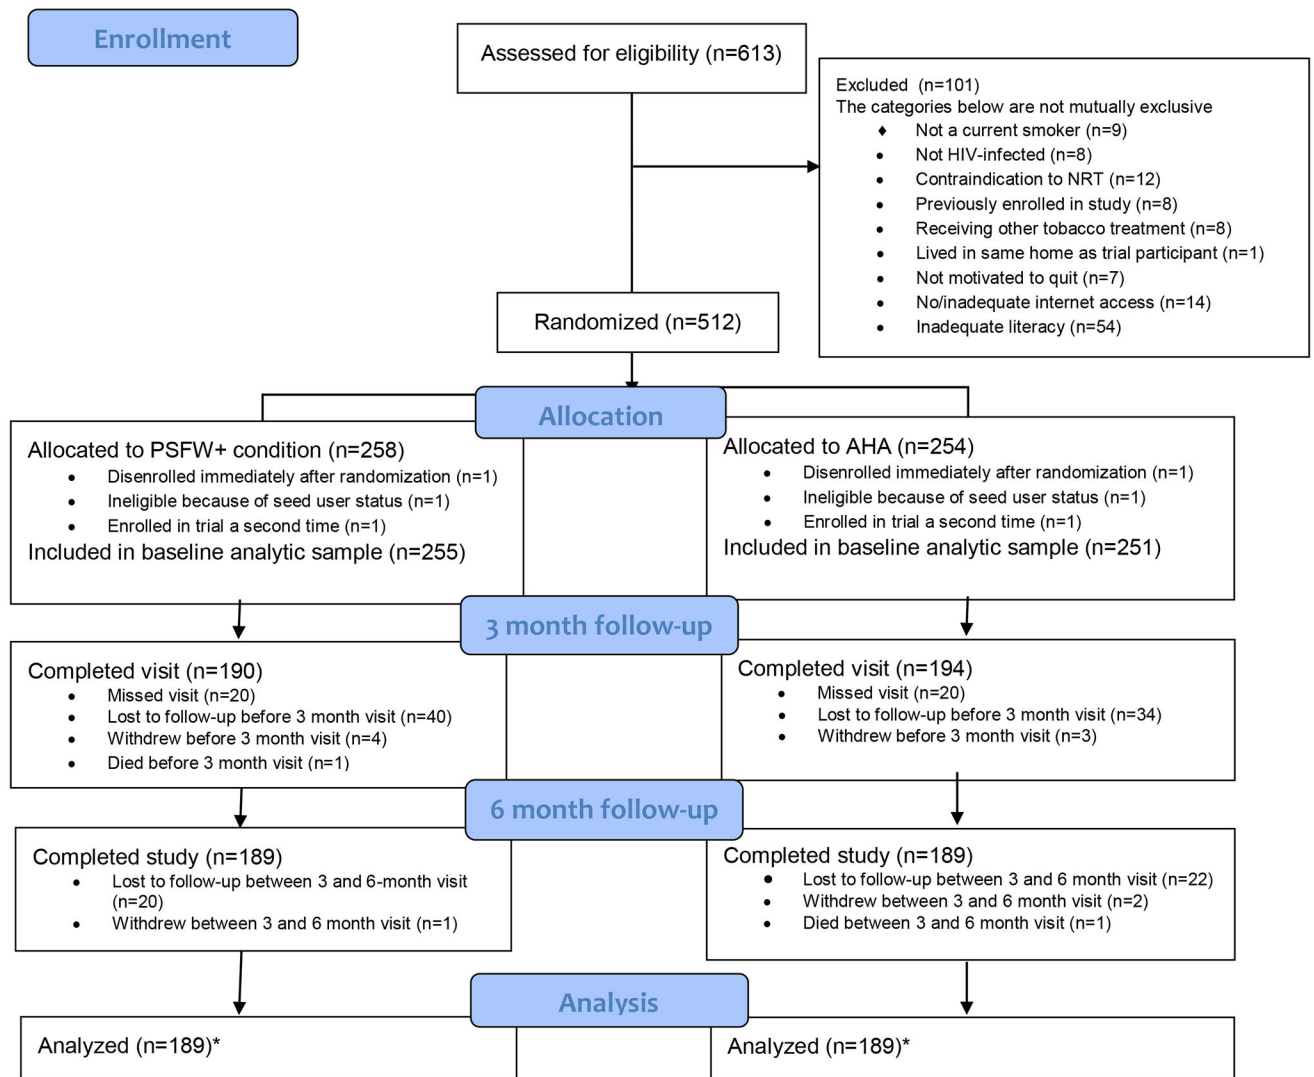 Enrollment
Assessed for eligibility (n=613)
Excluded (n=101)
The categories below are not mutually exclusive
♦ Not a current smoker (n=9)
• Not HIV-infected (n=8)
• Contraindication to NRT (n=12)
• Previously enrolled in study (n=8)
• Receiving other tobacco treatment (n=8)
• Lived in same home as trial participant (n=1)
• Not motivated to quit (n=7)
• No/inadequate internet access (n=14)
• Inadequate literacy (n=54)
Randomized (n=512)
Allocation
Allocated to PSFW+ condition (n=258)
• Disenrolled immediately after randomization (n=1)
• Ineligible because of seed user status (n=1)
• Enrolled in trial a second time (n=1)
Included in baseline analytic sample (n=255)
Allocated to AHA (n=254)
• Disenrolled immediately after randomization (n=1)
• Ineligible because of seed user status (n=1)
• Enrolled in trial a second time (n=1)
Included in baseline analytic sample (n=251)
3 month follow-up
Completed visit (n=190)
• Missed visit (n=20)
• Lost to follow-up before 3 month visit (n=40)
• Withdrew before 3 month visit (n=4)
• Died before 3 month visit (n=1)
Completed visit (n=194)
• Missed visit (n=20)
• Lost to follow-up before 3 month visit (n=34)
• Withdrew before 3 month visit (n=3)
6 month follow-up
Completed study (n=189)
• Lost to follow-up between 3 and 6-month visit
(n=20)
• Withdrew between 3 and 6 month visit (n=1)
Completed study (n=189)
• Lost to follow-up between 3 and 6 month visit (n=22)
• Withdrew between 3 and 6 month visit (n=2)
• Died between 3 and 6 month visit (n=1)
Analysis
Analyzed (n=189)*
Analyzed (n=189)*